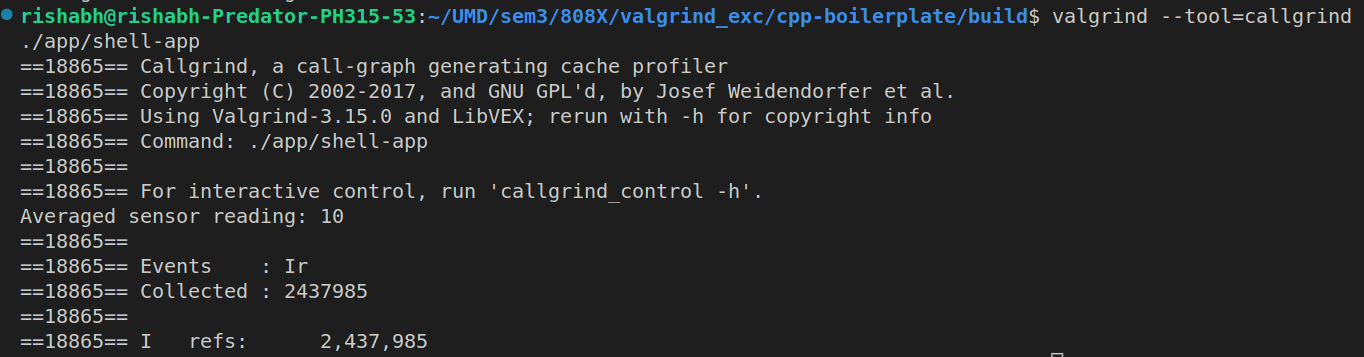 rishabh@rishabh-Predator-PH315-53:~/UMD/sem3/808X/valgrind_exc/cpp-boilerplate/build$ valgrind --tool=callgrind
./app/shell-app
==18865== Callgrind, a call-graph generating cache profiler
==18865== Copyright (C) 2002-2017, and GNU GPL'd, by Josef Weidendorfer et al.
==18865== Using Valgrind-3.15.0 and LibVEX; rerun with -h for copyright info
==18865== Command: ./app/shell-app
==18865==
==18865== For interactive control, run 'callgrind_control -h'.
Averaged sensor reading: 10
==18865==
==18865== Events    : Ir
==18865== Collected : 2437985
==18865==
==18865== I   refs:      2,437,985